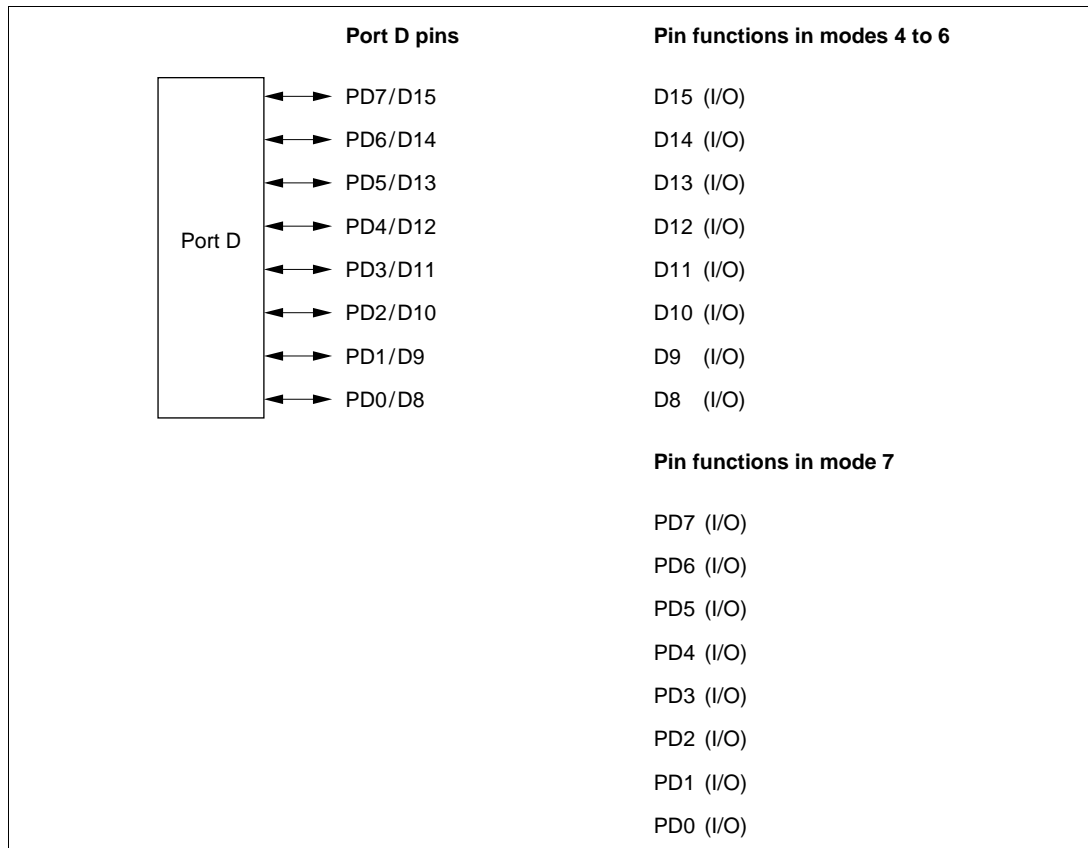 Port D pins Pin functions in modes 4 to 6
PD7/D15 D15 (I/O)
PD6/D14 D14 (I/O)
PD5/D13 D13 (I/O)
PD4/D12 D12 (I/O)
Port D
PD3/D11 D11 (I/O)
PD2/D10 D10 (I/O)
PD1/D9 D9 (I/O)
PD0/D8 D8 (I/O)
Pin functions in mode 7
PD7 (I/O)
PD6 (I/O)
PD5 (I/O)
PD4 (I/O)
PD3 (I/O)
PD2 (I/O)
PD1 (I/O)
PD0 (I/O)